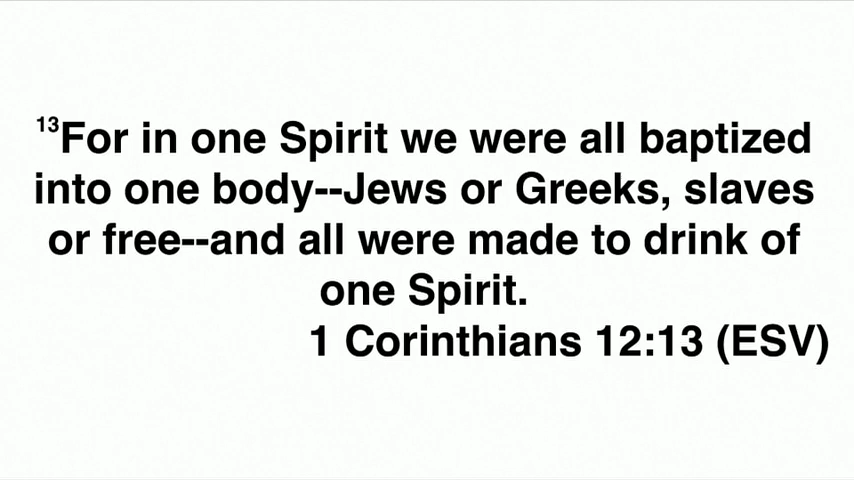 13For in one Spirit we were all baptized
into one body--Jews or Greeks, slaves
or free--and all were made to drink of
one Spirit.
1 Corinthians 12:13 (ESV)